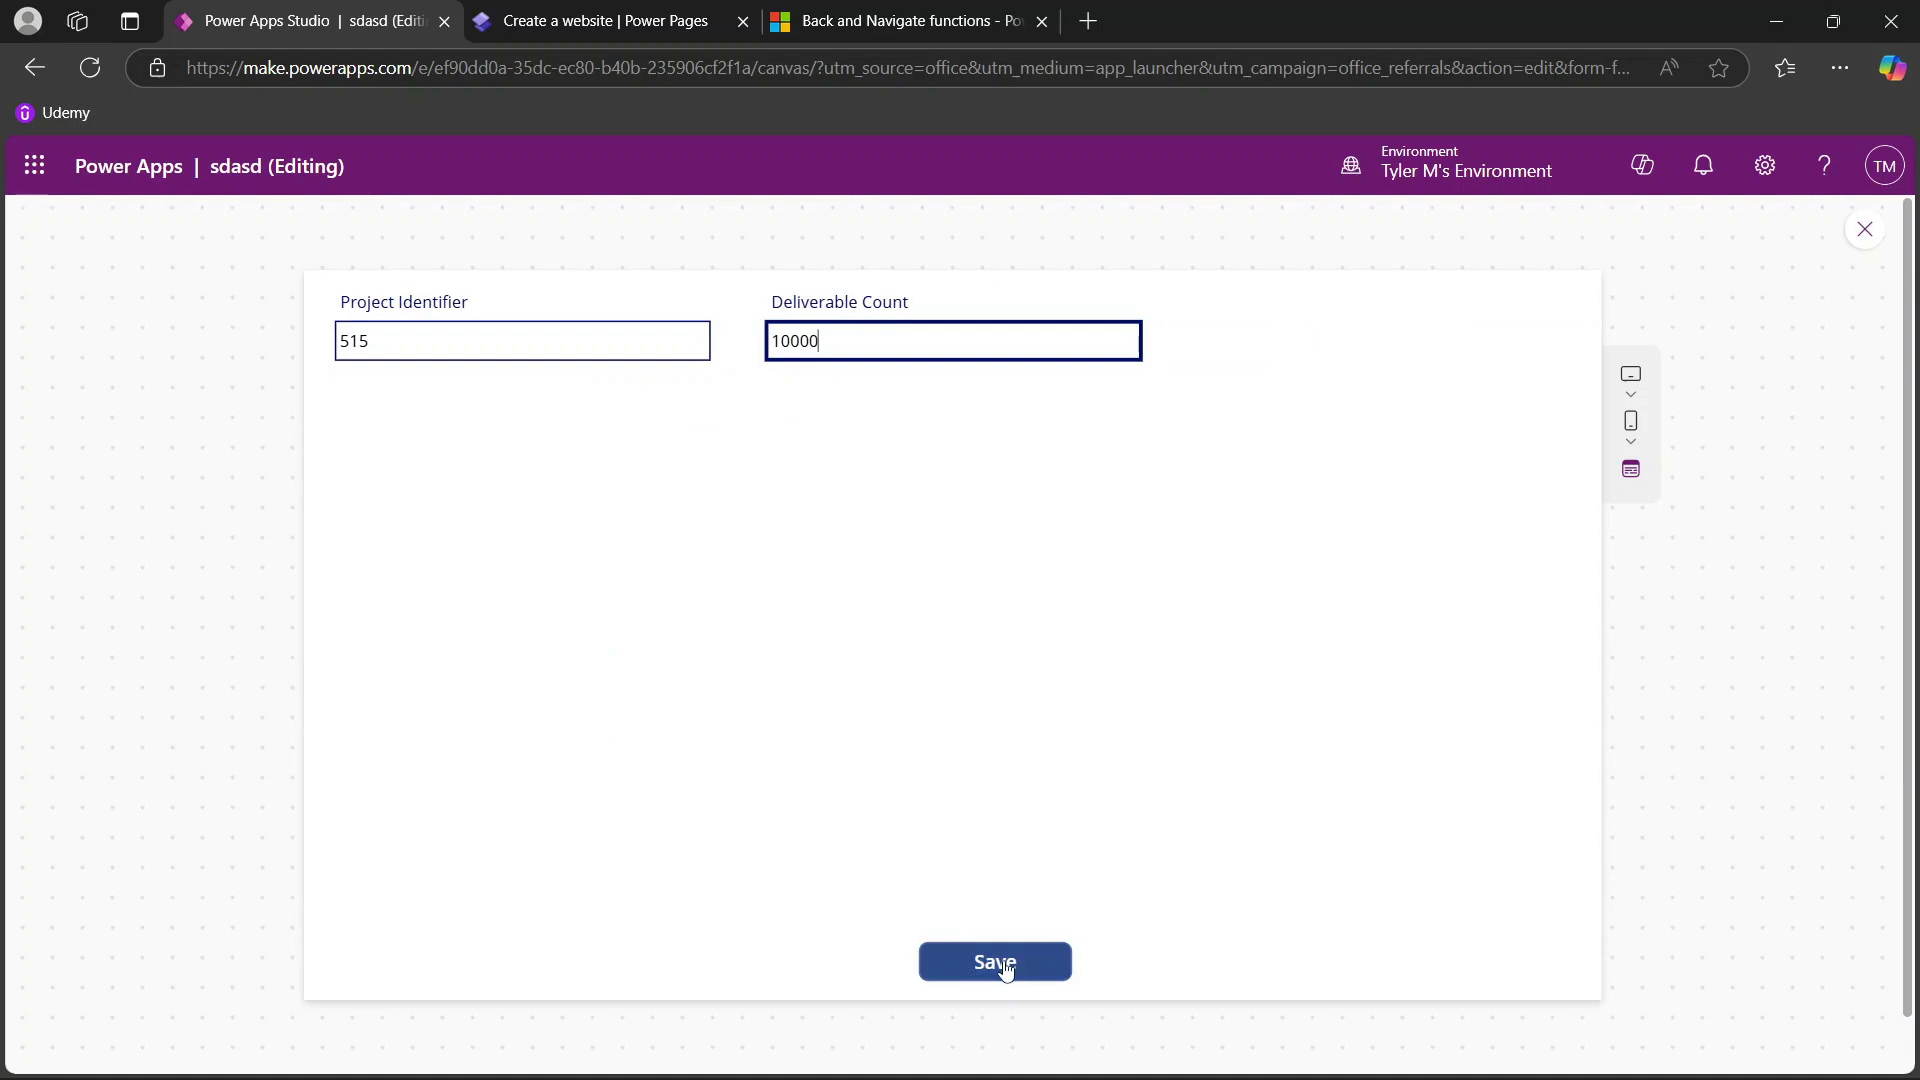 Power Apps Studio | sdasd (Editi
Create a website | Power Pages
Back and Navigate functions - Po
https://make.powerapps.com/e/ef90dd0a-35dc-ec80-b40b-235906cf2f1a/canvas/?utm_source=office&utm_medium=app_launcher&utm_campaign=office_referrals&action=edit&form-f...
Udemy
Power Apps | sdasd (Editing)
Environment
Tyler M's Environment
TM
Project Identifier
Deliverable Count
515
10000
Save